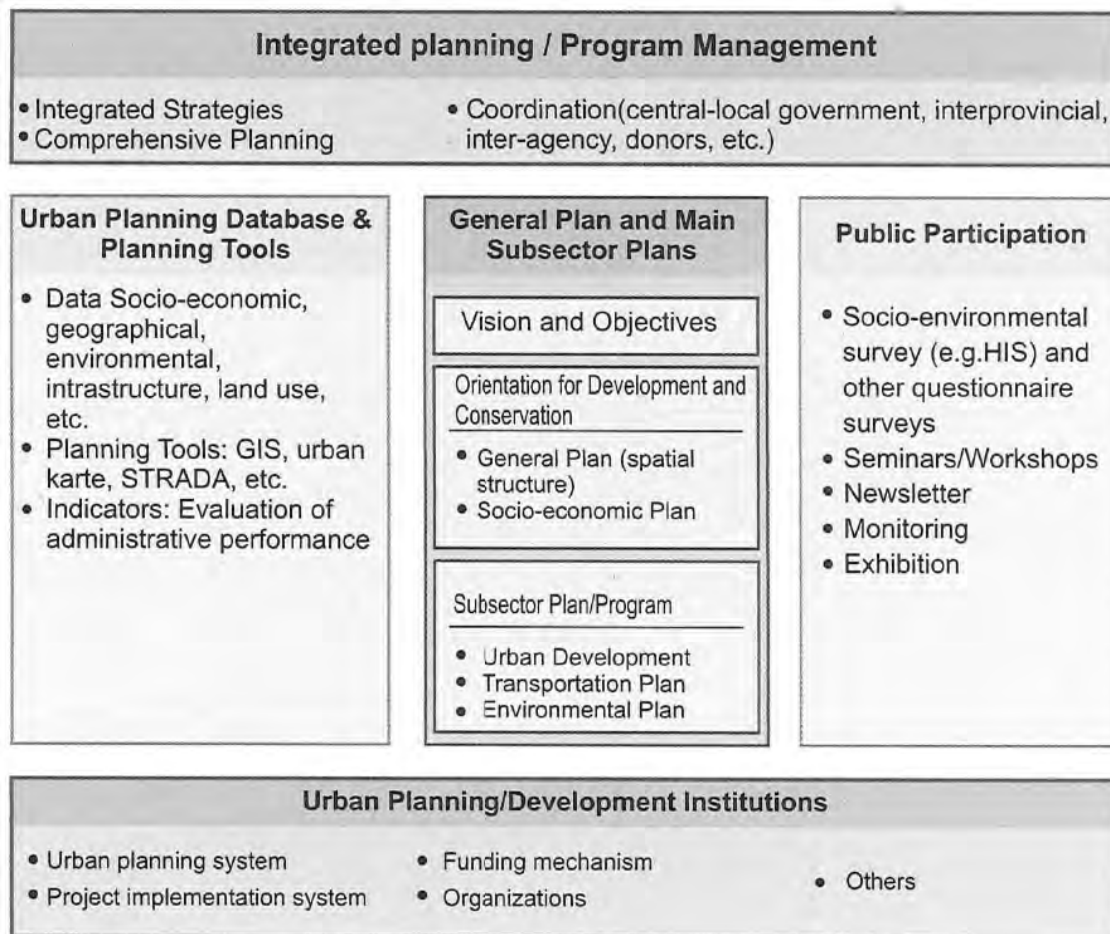 Integrated planning / Program Management
• Integrated Strategies
• Comprehensive Planning
• Coordination(central-local government, interprovincial,
inter-agency, donors, etc.)
Urban Planning Database &
Planning Tools
• Data Socio-economic,
geographical,
environmental,
intrastructure, land use,
etc.
• Planning Tools: GIS, urban
karte, STRADA, etc.
• Indicators: Evaluation of
administrative performance
General Plan and Main
Subsector Plans
Vision and Objectives
Orientation for Development and
Conservation
• General Plan (spatial
structure)
• Socio-economic Plan
Subsector Plan/Program
• Urban Development
• Transportation Plan
• Environmental Plan
Public Participation
• Socio-environmental
survey (e.g.HIS) and
other questionnaire
surveys
• Seminars/Workshops
• Newsletter
• Monitoring
• Exhibition
Urban Planning/Development Institutions
• Urban planning system
• Project implementation system
• Funding mechanism
• Organizations
• Others